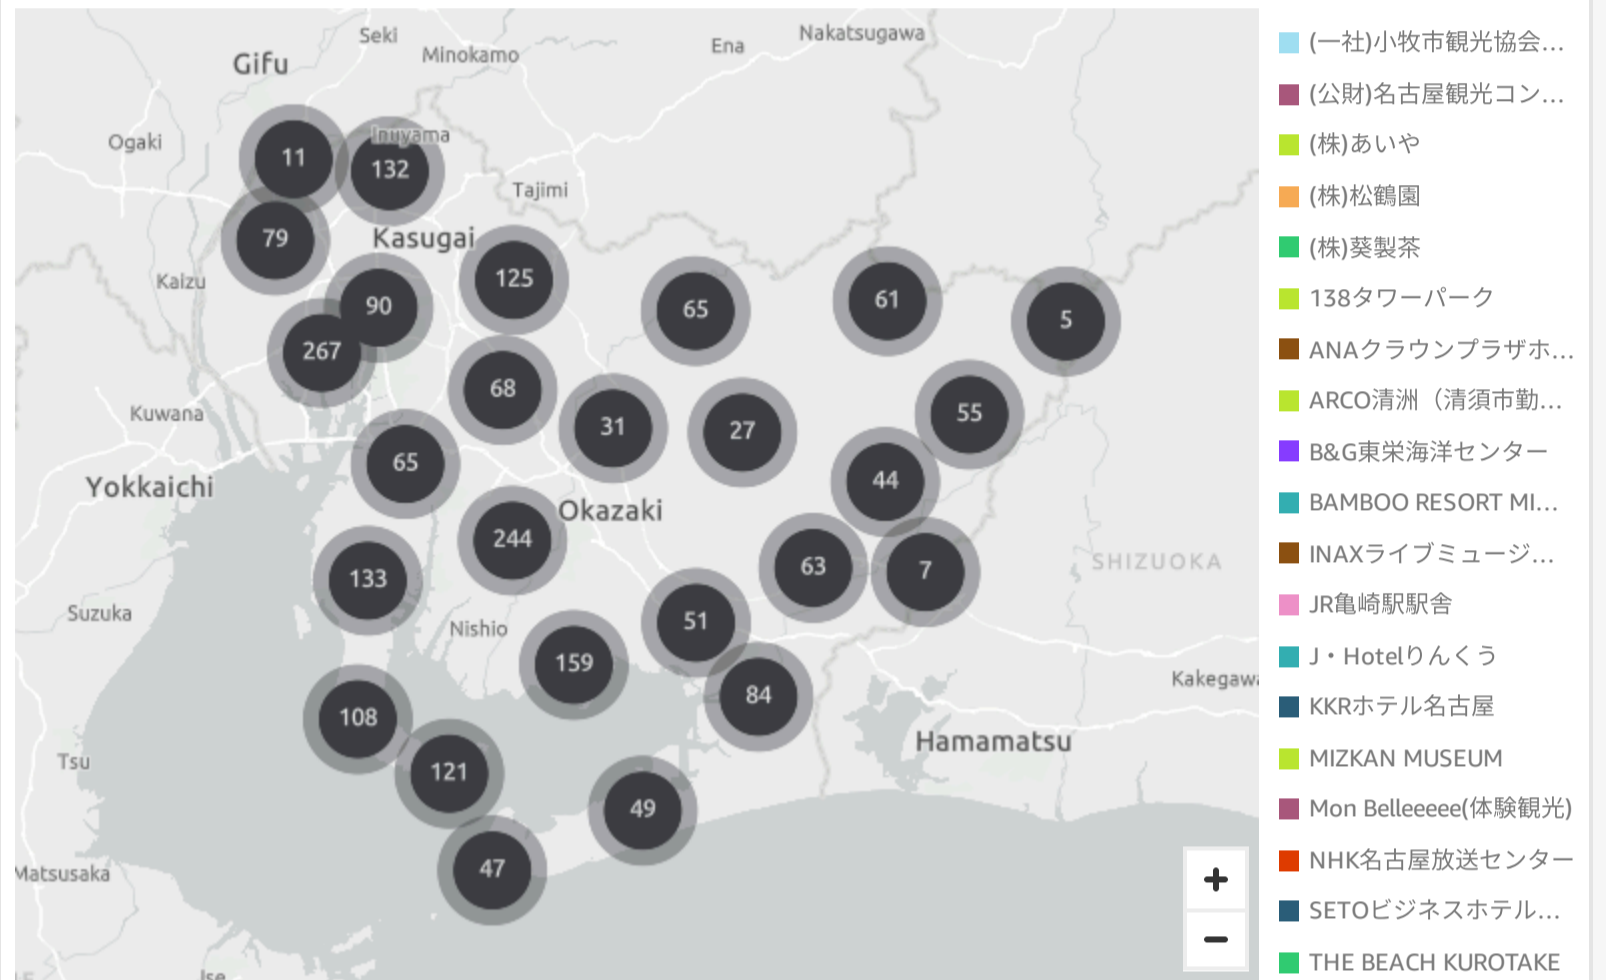 Seki
Nakatsugawa
Ena
Minokamo
Gifu
Inuyama
Ogaki
11
132
Tajimi
79
Kasugai
125
Kaizu
90
65
61
5
267
68
Kuwana
31
27
55
65
44
Yokkaichi
Okazaki
244
SHIZUOKA
133
63
7
Suzuka
Nishio
51
159
Kakegawa
84
108
Hamamatsu
Tsu
121
49
47
Matsusaka
Ise
+
−
(一社)小牧市観光協会…
(公財)名古屋観光コン…
(株)あいや
(株)松鶴園
(株)葵製茶
138タワーパーク
ANAクラウンプラザホ…
ARCO清洲（清須市勤…
B&G東栄海洋センター
BAMBOO RESORT MI…
INAXライブミュージ…
JR亀崎駅駅舎
J・Hotelりんくう
KKRホテル名古屋
MIZKAN MUSEUM
Mon Belleeeee(体験観光)
NHK名古屋放送センター
SETOビジネスホテル…
THE BEACH KUROTAKE